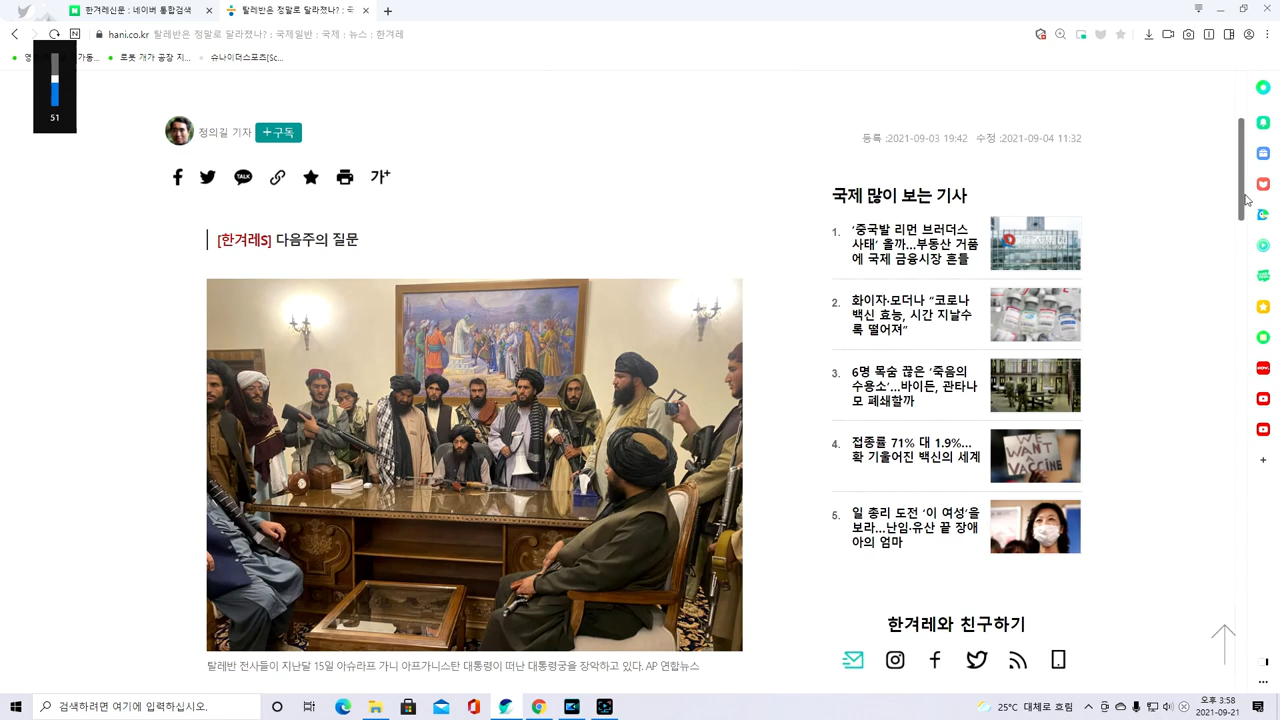 한겨레신문 : 네이버 통합검색
탈레반은 정말로 달라졌나? : 국
hani.co.kr 탈레반은 정말로 달라졌나? : 국제일반 : 국제 : 뉴스 : 한겨레
로봇 개가 공장 지...
슈나이더스포츠[Sc...
51
정의길 기자
+구독
등록 :2021-09-03 19:42 수정 :2021-09-04 11:32
TALK
가+
[한겨레S] 다음주의 질문
국제 많이 보는 기사
1. ‘중국발 리먼 브러더스
사태’ 올까…부동산 거품
에 국제 금융시장 흔들
2. 화이자·모더나 “코로나
백신 효능, 시간 지날수
록 떨어져”
3. 6명 목숨 끊은 ‘죽음의
수용소’…바이든, 관타나
모 폐쇄할까
4. 접종률 71% 대 1.9%…
확 기울어진 백신의 세계
WE
WANT
A
VACCINE
5. 일 총리 도전 ‘이 여성’을
보라…난임·유산 끝 장애
아의 엄마
탈레반 전사들이 지난달 15일 아슈라프 가니 아프가니스탄 대통령이 떠난 대통령궁을 장악하고 있다. AP 연합뉴스
한겨레와 친구하기
검색하려면 여기에 입력하십시오.
25°C 대체로 흐림
오후 3:58
2021-09-21